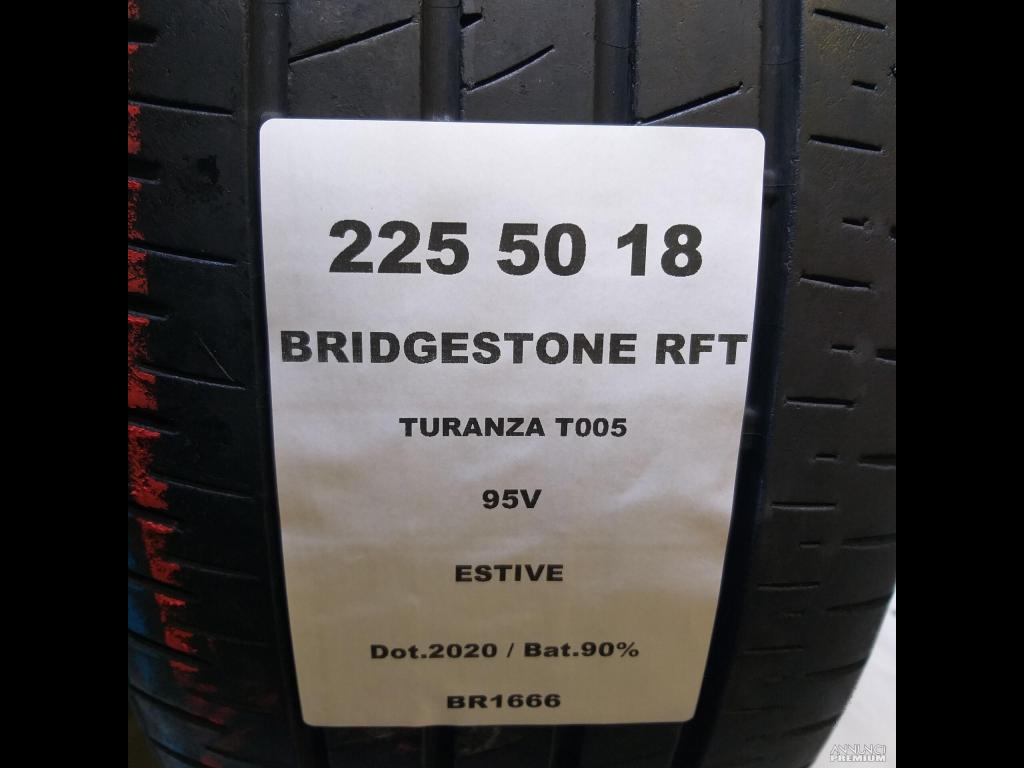 225 50 18
BRIDGESTONE RFT
TURANZA T005
95V
ESTIVE
Dot.2020 / Bat.90%
BR1666
ANNUNCI
PREMIUM